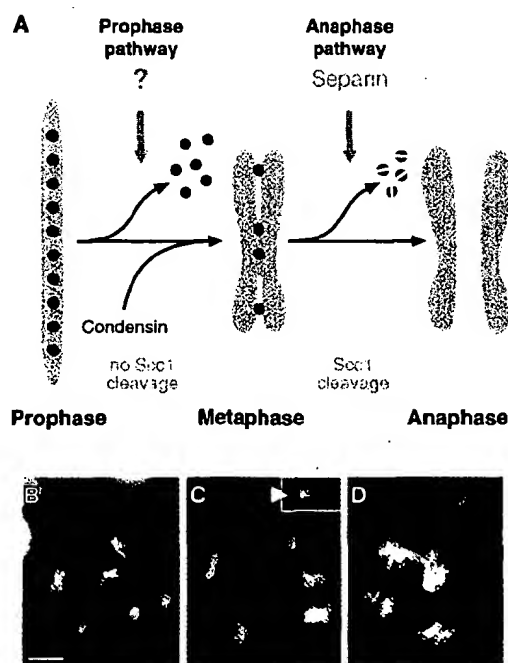 A
Prophase pathway
?
Anaphase pathway
Separin
Condensin
no Scc1 cleavage
Scc1 cleavage
Prophase
Metaphase
Anaphase
B
C
D